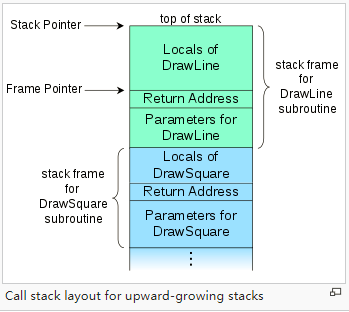 Stack Pointer
top of stack
Locals of
DrawLine
stack frame
for
DrawLine
subroutine
Frame Pointer
Return Address
Parameters for
DrawLine
stack frame
for
DrawSquare
subroutine
Locals of
DrawSquare
Return Address
Parameters for
DrawSquare
⋮
Call stack layout for upward-growing stacks